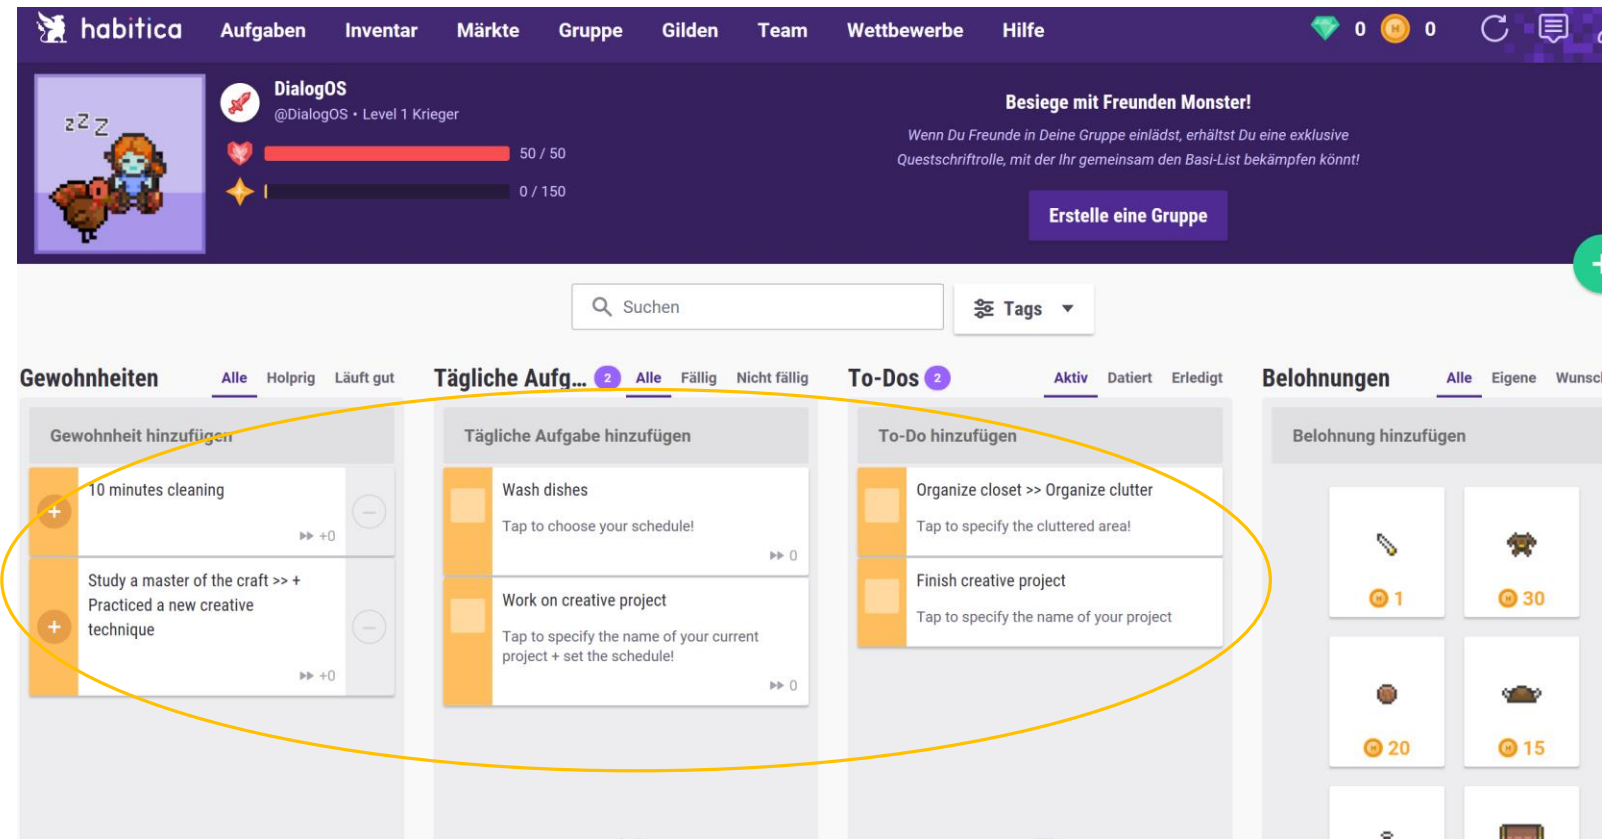 habitica Aufgaben Inventar Märkte Gruppe Gilden Team Wettbewerbe Hilfe 0 0
zZZ
DialogOS
@DialogOS • Level 1 Krieger
50 / 50
0 / 150
Besiege mit Freunden Monster!
Wenn Du Freunde in Deine Gruppe einlädst, erhältst Du eine exklusive
Questschriftrolle, mit der Ihr gemeinsam den Basi-List bekämpfen könnt!
Erstelle eine Gruppe
Suchen
Tags
Gewohnheiten Alle Holprig Läuft gut
Gewohnheit hinzufügen
10 minutes cleaning
+0
Study a master of the craft >> +
Practiced a new creative
technique
+0
Tägliche Aufg... 2 Alle Fällig Nicht fällig
Tägliche Aufgabe hinzufügen
Wash dishes
Tap to choose your schedule!
0
Work on creative project
Tap to specify the name of your current
project + set the schedule!
0
To-Dos 2 Aktiv Datiert Erledigt
To-Do hinzufügen
Organize closet >> Organize clutter
Tap to specify the cluttered area!
Finish creative project
Tap to specify the name of your project
Belohnungen Alle Eigene Wunsc
Belohnung hinzufügen
1 30
20 15